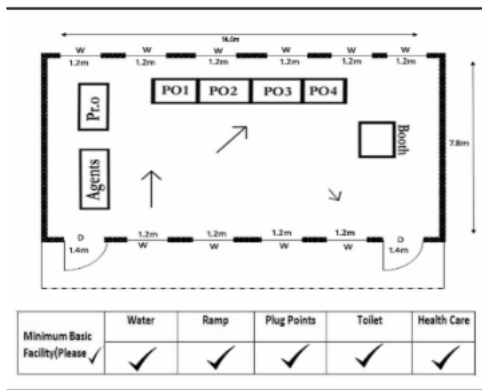 16.0m
W W W W W W
1.2m 1.2m 1.2m 1.2m 1.2m 1.2m
PO1 PO2 PO3 PO4
Pr.o
Booth
7.8m
Agents
D 1.2m 1.2m 1.2m 1.2m D
1.4m W W W W 1.4m
Water Ramp Plug Points Toilet Health Care
Minimum Basic
Facility(Please ✓ ✓ ✓ ✓ ✓ ✓